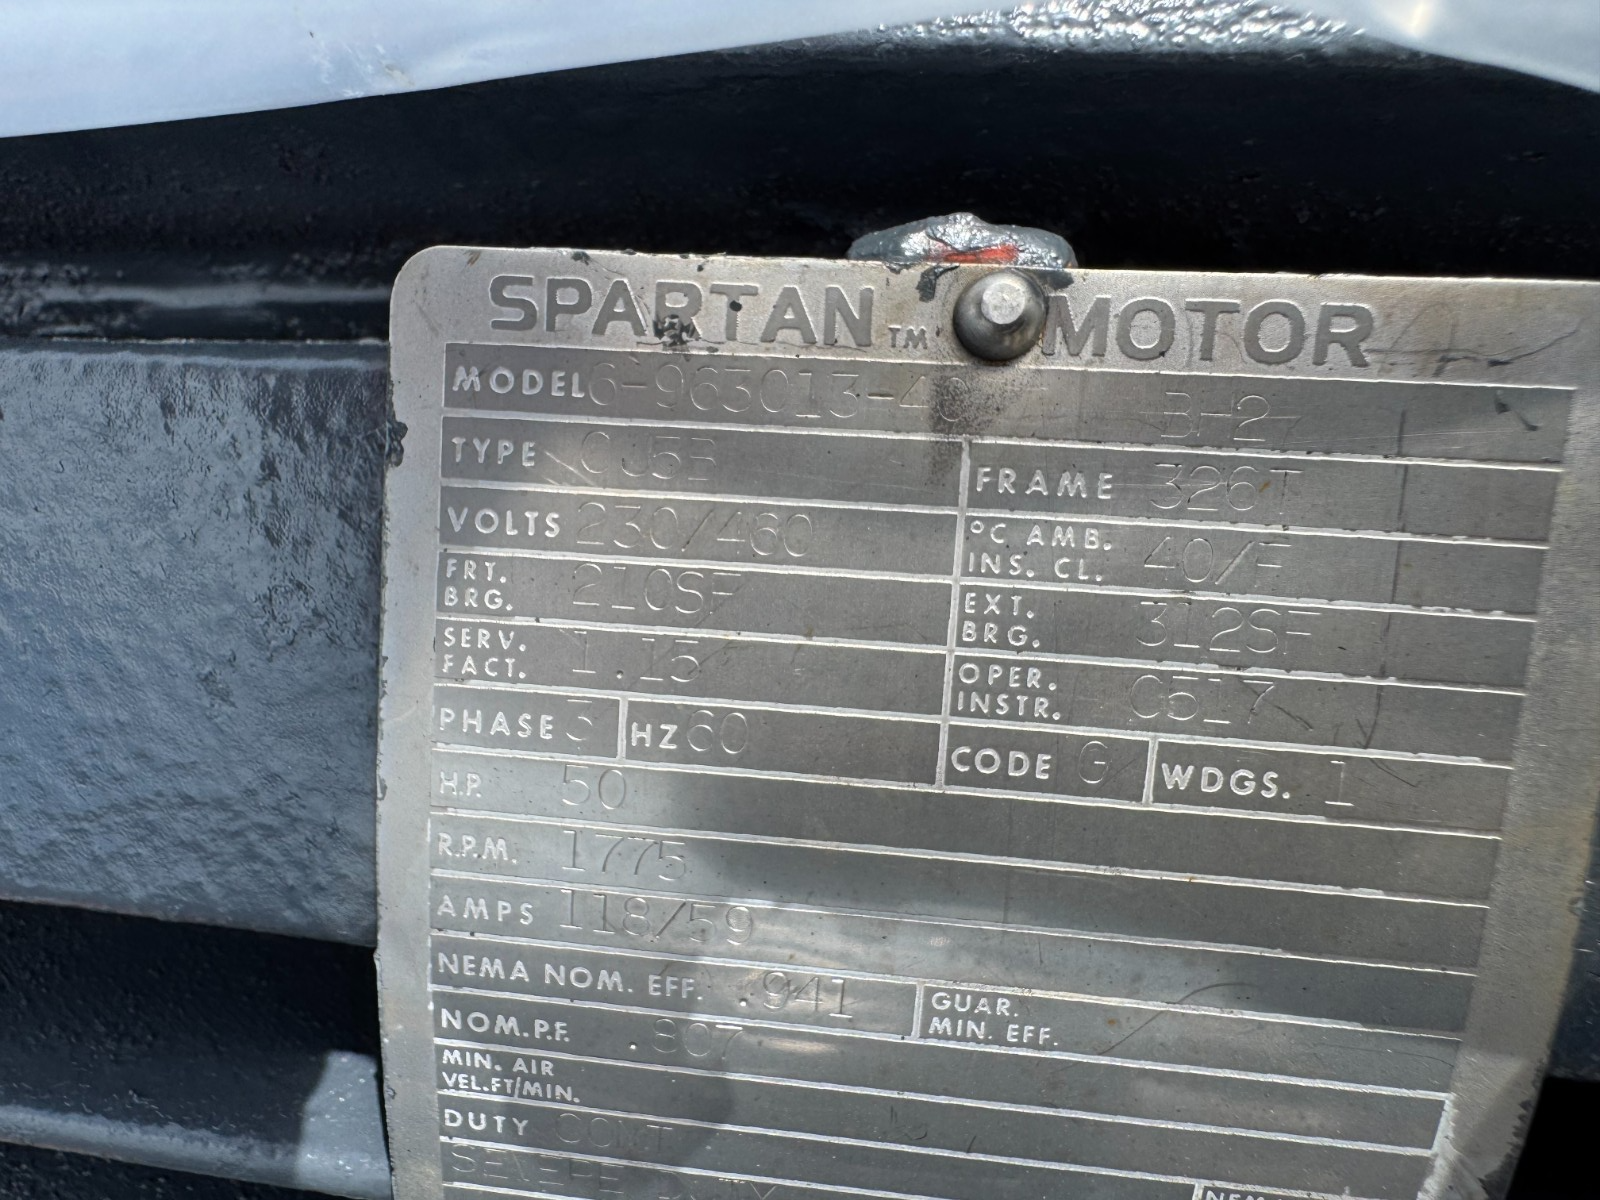 SPARTAN™ MOTOR
MODEL 6-963013-40 BH2
TYPE CJ5B FRAME 326T
VOLTS 230/460 °C AMB. INS. CL. 40/F
FRT. BRG. 210SF EXT. BRG. 312SF
SERV. FACT. 1.15 OPER. INSTR. C517
PHASE 3 HZ 60 CODE G WDGS. 1
H.P. 50
R.P.M. 1775
AMPS 118/59
NEMA NOM. EFF. .941 GUAR. MIN. EFF.
NOM. P.F. .807
MIN. AIR VEL. FT/MIN.
DUTY CONT
SEVERE DUTY